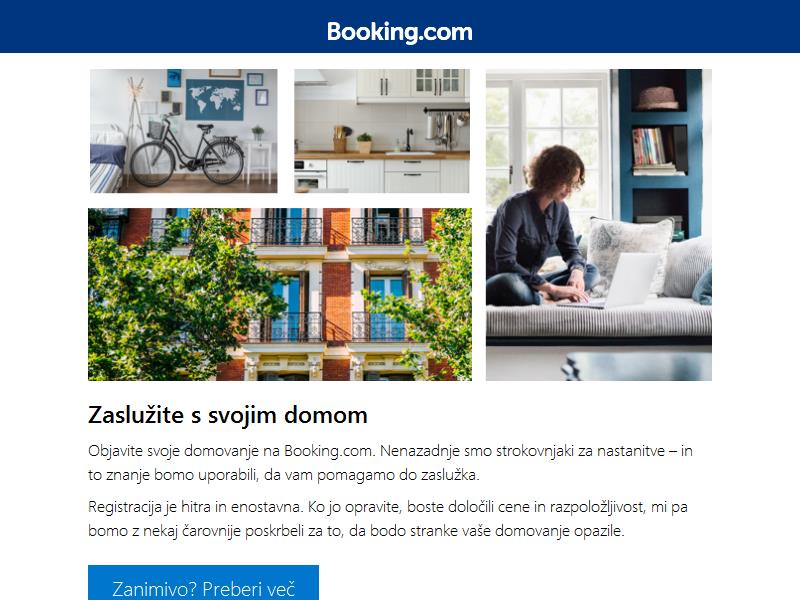 Booking.com
Zaslužite s svojim domom
Objavite svoje domovanje na Booking.com. Nenazadnje smo strokovnjaki za nastanitve – in
to znanje bomo uporabili, da vam pomagamo do zaslužka.
Registracija je hitra in enostavna. Ko jo opravite, boste določili cene in razpoložljivost, mi pa
bomo z nekaj čarovnije poskrbeli za to, da bodo stranke vaše domovanje opazile.
Zanimivo? Preberi več